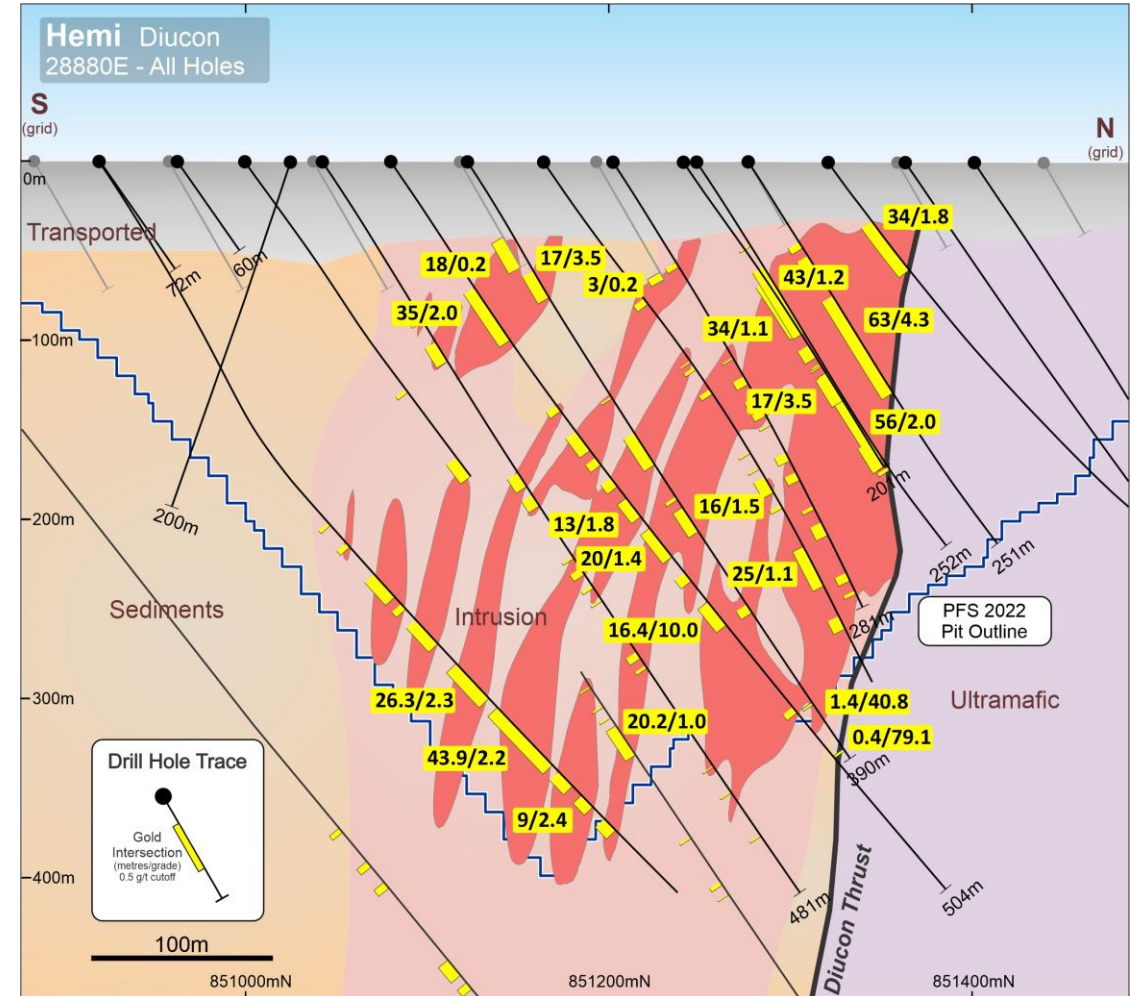 Hemi Diucon
28880E - All Holes
S
(grid)
N
(grid)
0m
Transported
72m
60m
34/1.8
18/0.2
17/3.5
3/0.2
43/1.2
35/2.0
34/1.1
63/4.3
-100m
17/3.5
56/2.0
201m
-200m
200m
13/1.8
16/1.5
20/1.4
25/1.1
252m
251m
Sediments
Intrusion
16.4/10.0
281m
PFS 2022
Pit Outline
-300m
26.3/2.3
20.2/1.0
1.4/40.8
Ultramafic
0.4/79.1
43.9/2.2
390m
9/2.4
Drill Hole Trace
Gold
Intersection
(metres/grade)
0.5 g/t cutoff
-400m
481m
504m
Diucon Thrust
100m
851000mN
851200mN
851400mN